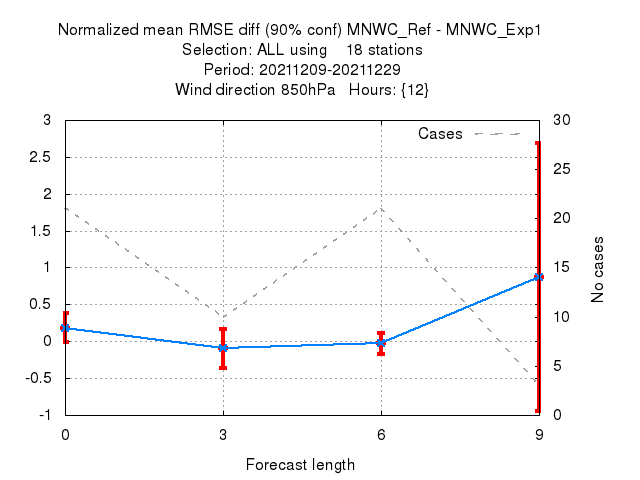 Normalized mean RMSE diff (90% conf) MNWC_Ref - MNWC_Exp1
Selection: ALL using 18 stations
Period: 20211209-20211229
Wind direction 850hPa Hours: {12}
Cases
3
2.5
2
1.5
1
0.5
0
-0.5
-1
30
25
20
15
10
5
0
No cases
0 3 6 9
Forecast length